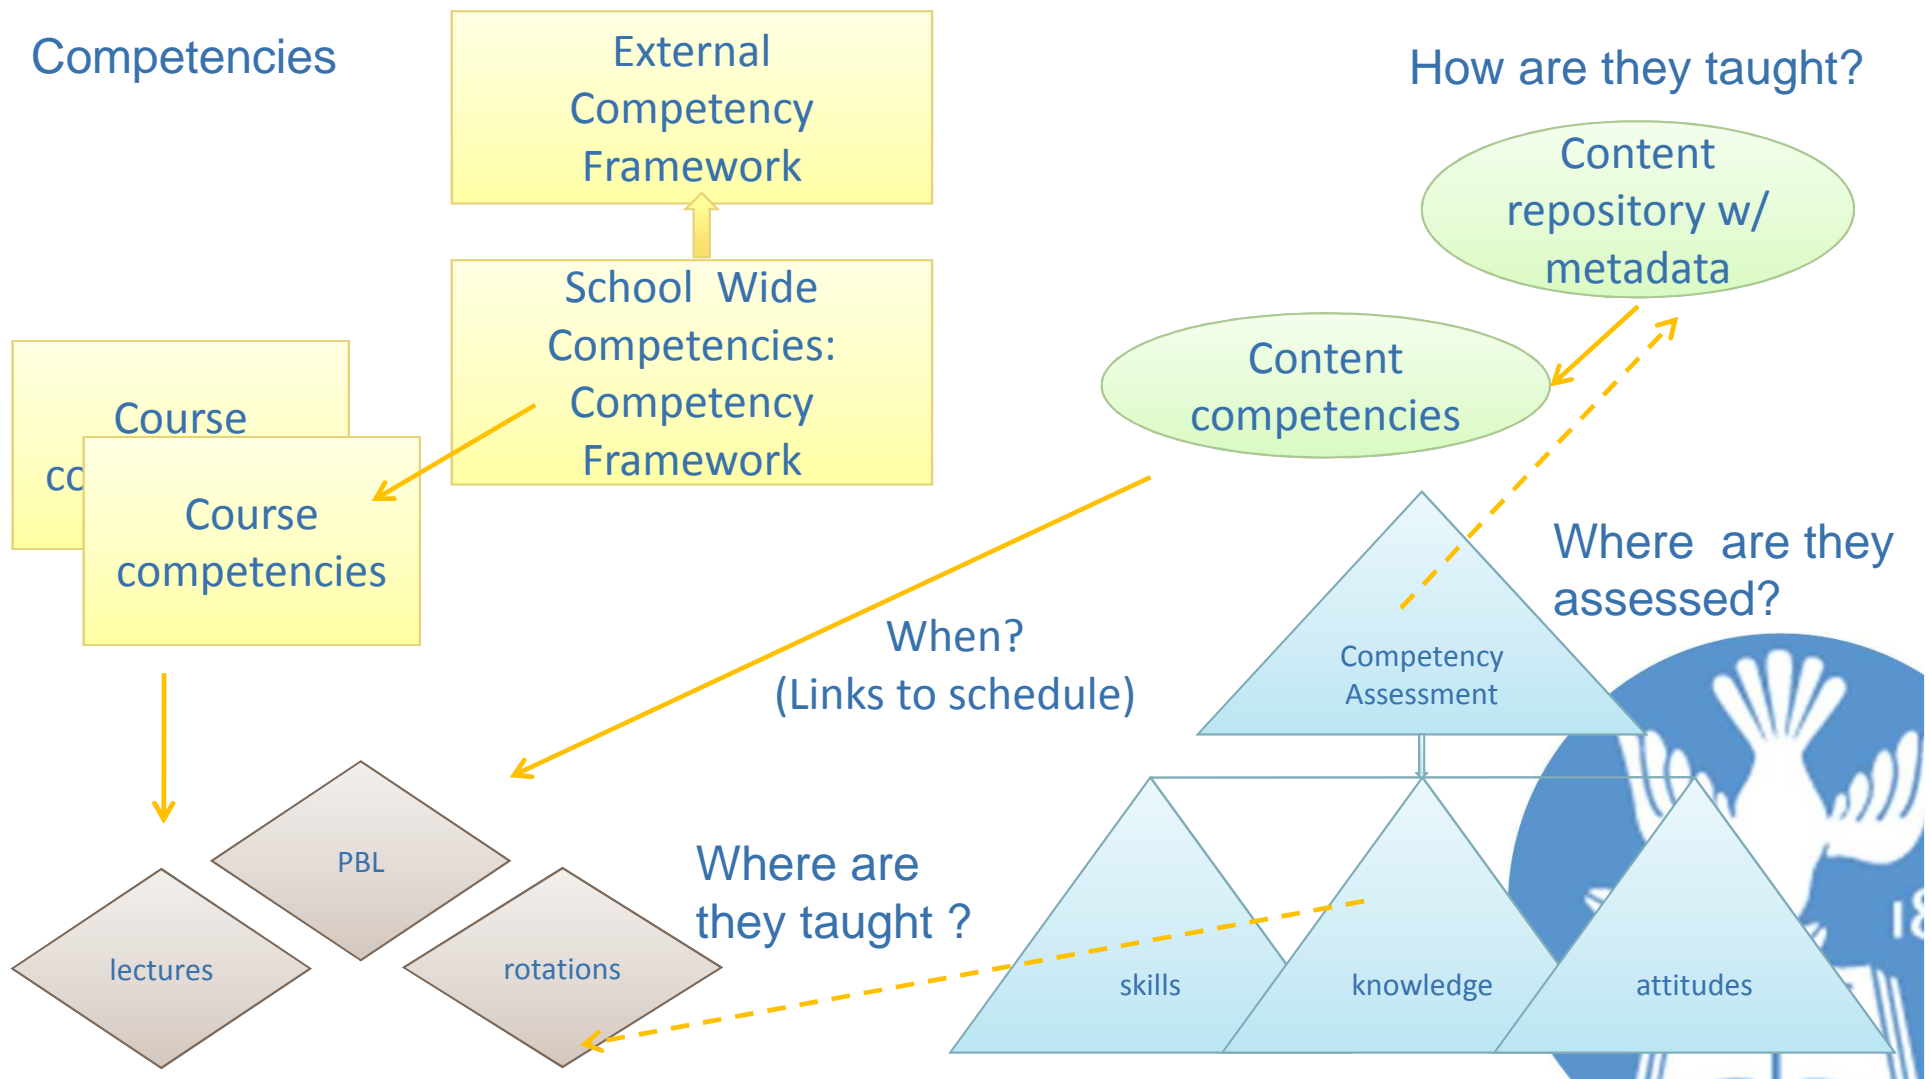 Competencies
External
Competency
Framework
How are they taught?
Content
repository w/
metadata
School  Wide
Competencies:
Competency
Framework
Content
competencies
Course
co
Course
competencies
Where  are they
assessed?
When?
(Links to schedule)
Competency
Assessment
PBL
lectures
rotations
Where are
they taught ?
skills
knowledge
attitudes
18